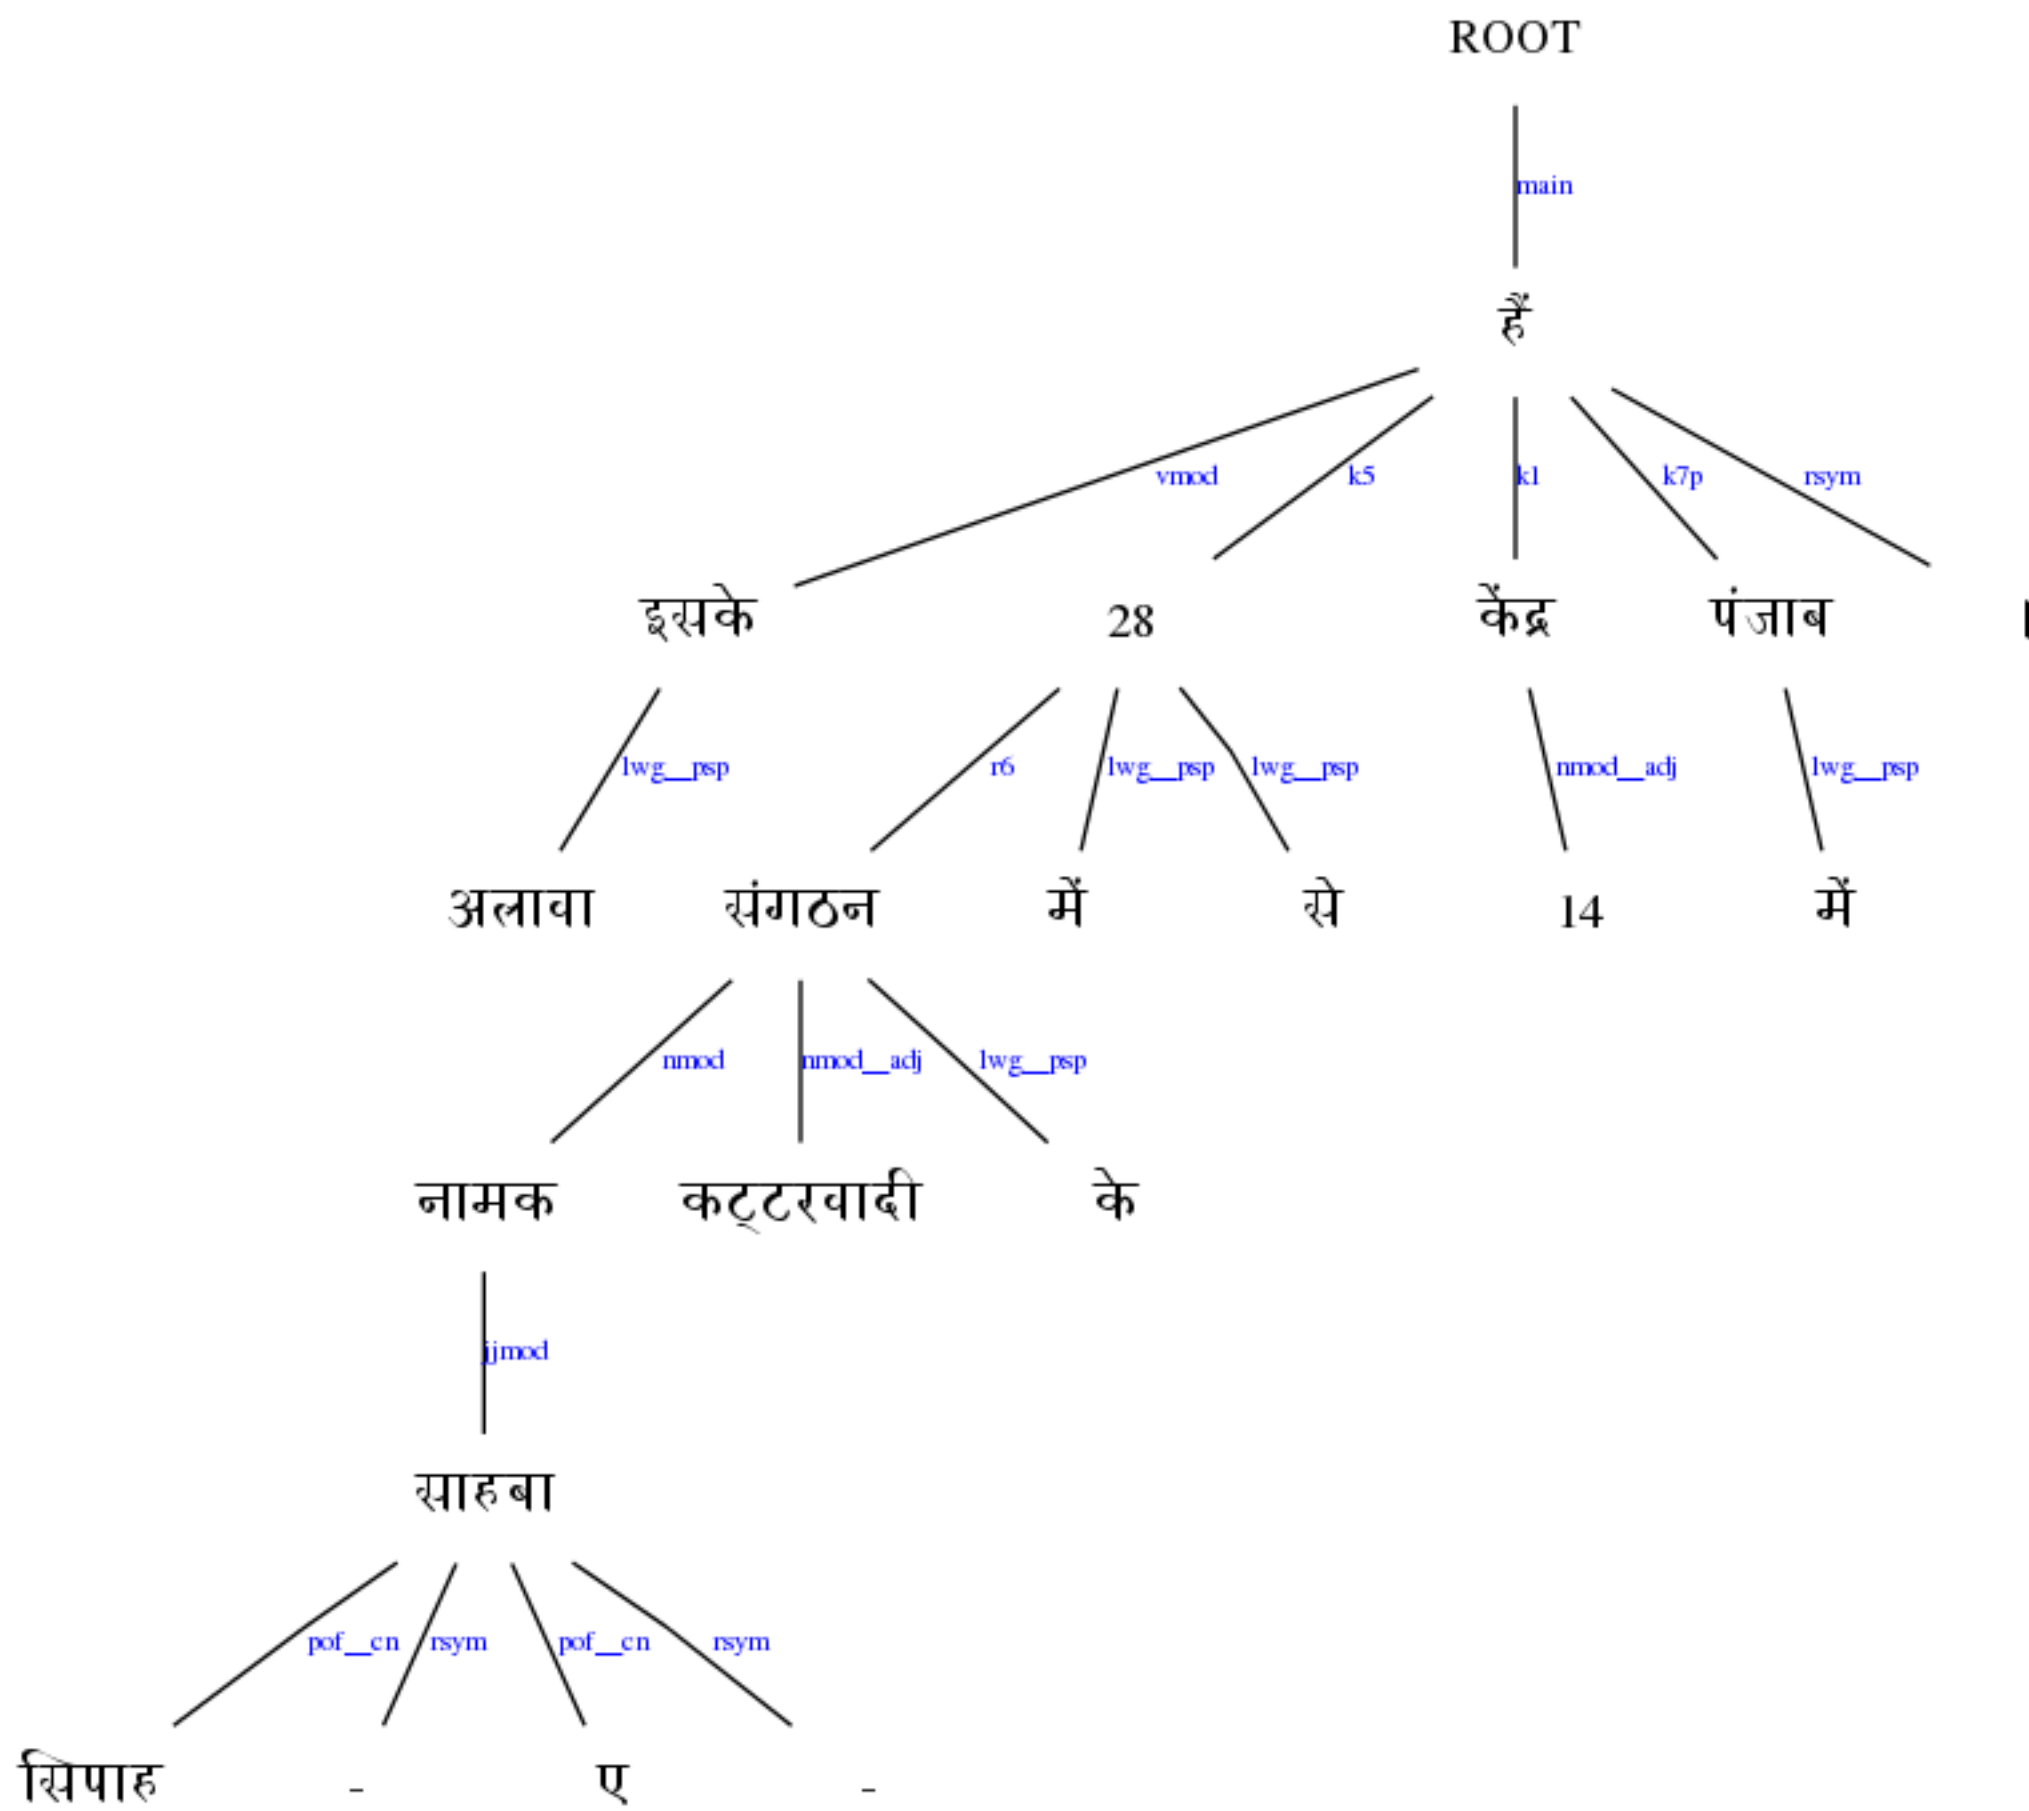 ROOT
main
हैं
vmod k5 k1 k7p rsym
इसके 28 केंद्र पंजाब ।
lwg__psp r6 lwg__psp lwg__psp nmod__adj lwg__psp
अलावा संगठन में से 14 में
nmod nmod__adj lwg__psp
नामक कट्टरवादी के
jjmod
साहबा
pof__cn rsym pof__cn rsym
सिपाह - ए -